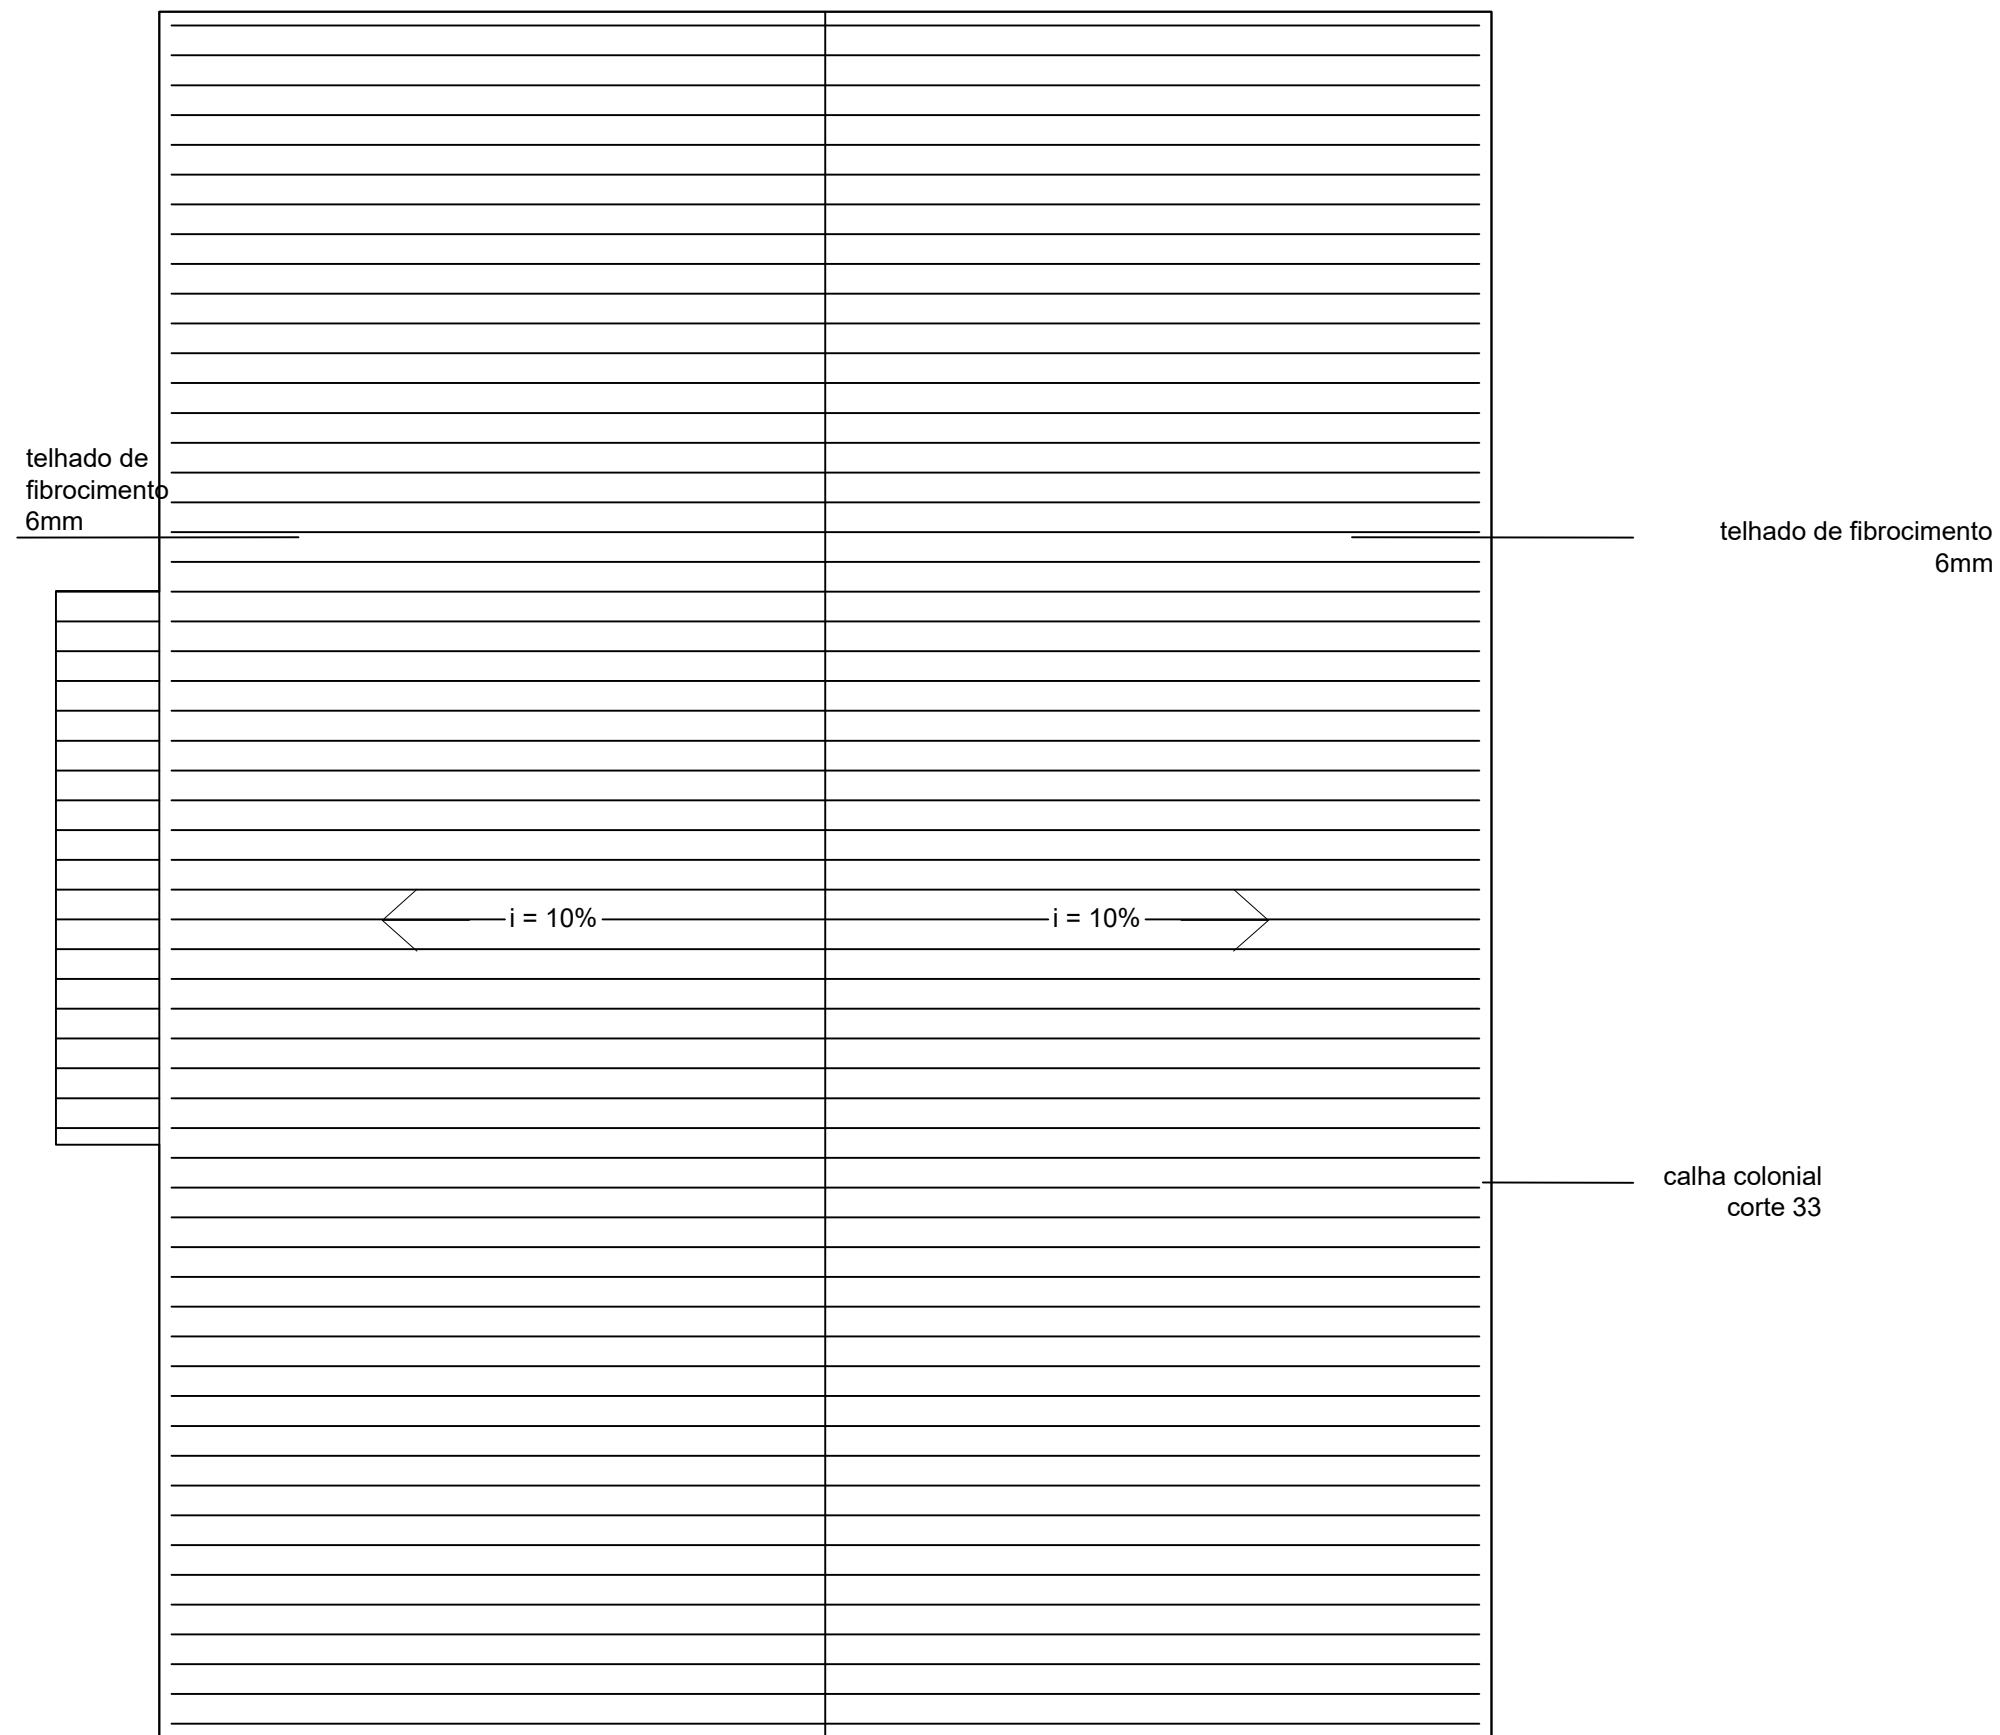 telhado de
fibrocimento
6mm
telhado de fibrocimento
6mm
i = 10%
i = 10%
calha colonial
corte 33